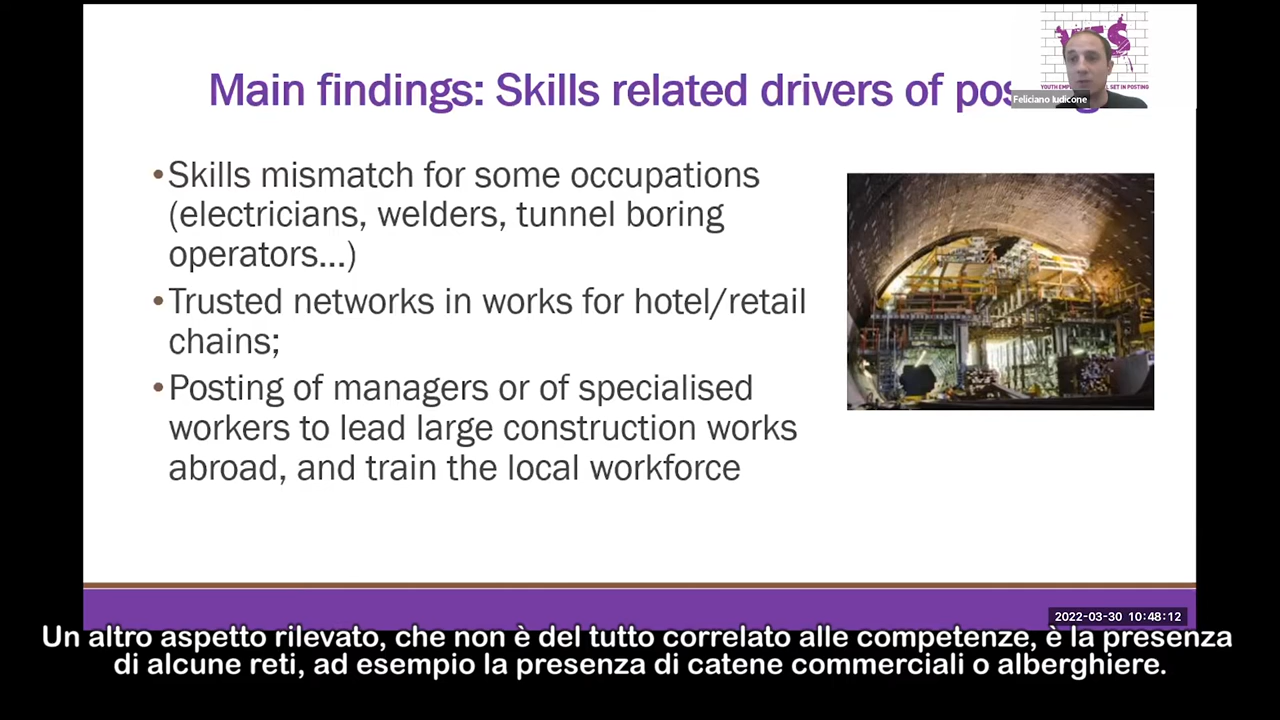 Main findings: Skills related drivers of
Feliciano Iudicone
•Skills mismatch for some occupations
(electricians, welders, tunnel boring
operators...)
•Trusted networks in works for hotel/retail
chains;
•Posting of managers or of specialised
workers to lead large construction works
abroad, and train the local workforce
2022-03-30 10:48:12
Un altro aspetto rilevato, che non è del tutto correlato alle competenze, è la presenza
di alcune reti, ad esempio la presenza di catene commerciali o alberghiere.